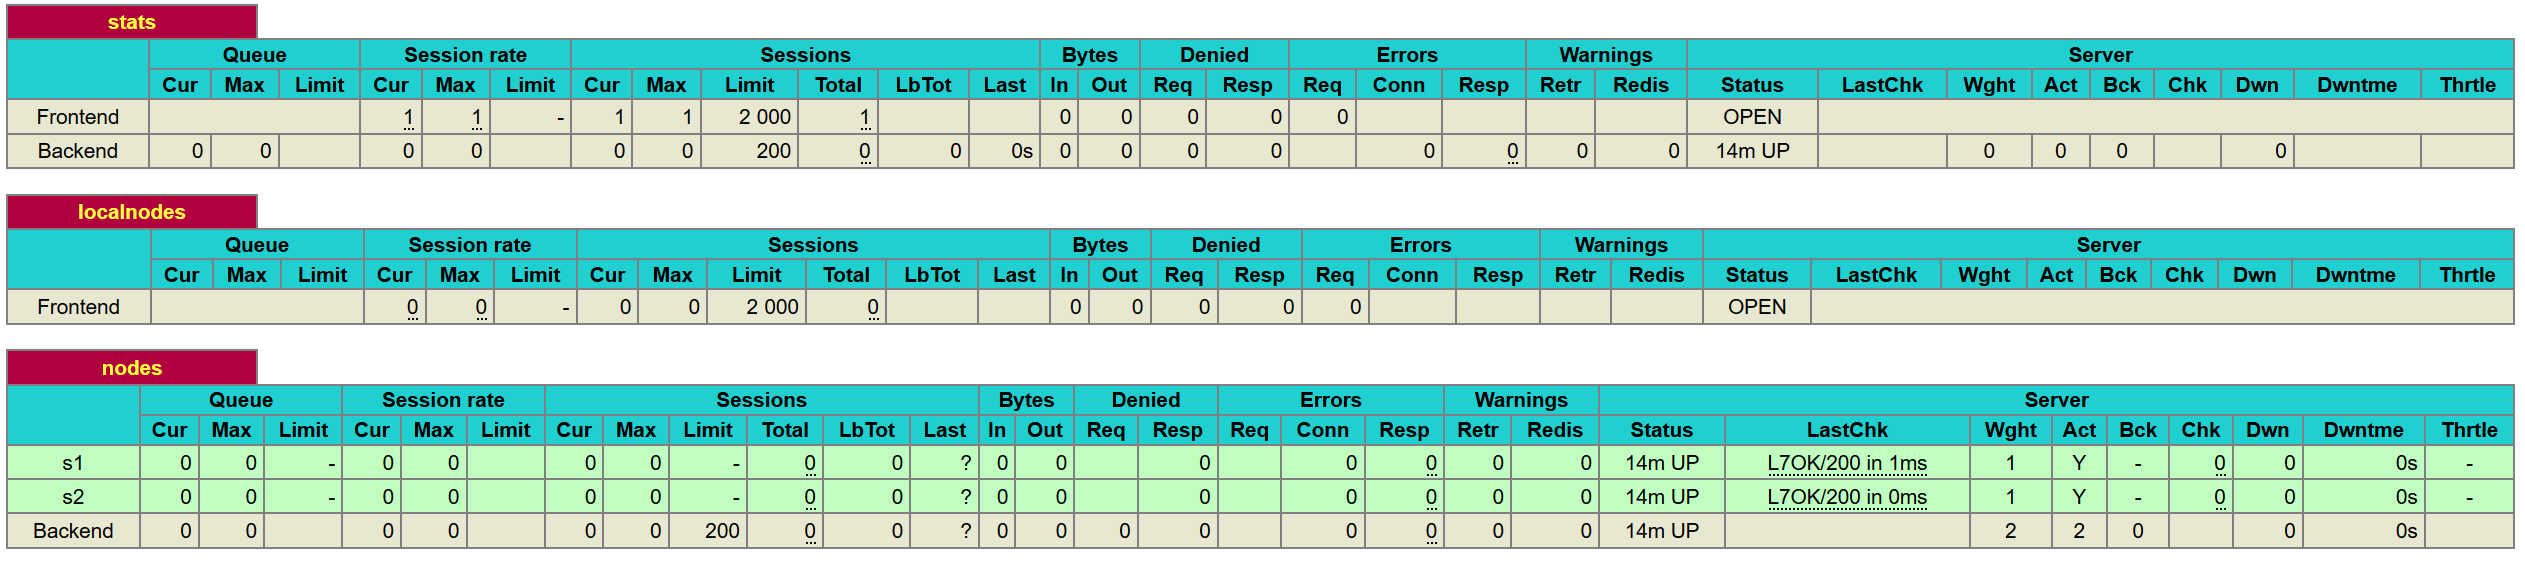 stats
Queue Session rate Sessions Bytes Denied Errors Warnings Server
Cur Max Limit Cur Max Limit Cur Max Limit Total LbTot Last In Out Req Resp Req Conn Resp Retr Redis Status LastChk Wght Act Bck Chk Dwn Dwntme Thrtle
Frontend 1 1 - 1 1 2 000 1 0 0 0 0 0 OPEN
Backend 0 0 0 0 0 0 200 0 0 0s 0 0 0 0 0 0 0 0 14m UP 0 0 0 0
localnodes
Queue Session rate Sessions Bytes Denied Errors Warnings Server
Cur Max Limit Cur Max Limit Cur Max Limit Total LbTot Last In Out Req Resp Req Conn Resp Retr Redis Status LastChk Wght Act Bck Chk Dwn Dwntme Thrtle
Frontend 0 0 - 0 0 2 000 0 0 0 0 0 0 OPEN
nodes
Queue Session rate Sessions Bytes Denied Errors Warnings Server
Cur Max Limit Cur Max Limit Cur Max Limit Total LbTot Last In Out Req Resp Req Conn Resp Retr Redis Status LastChk Wght Act Bck Chk Dwn Dwntme Thrtle
s1 0 0 - 0 0 0 0 - 0 0 ? 0 0 0 0 0 0 0 14m UP L7OK/200 in 1ms 1 Y - 0 0 0s -
s2 0 0 - 0 0 0 0 - 0 0 ? 0 0 0 0 0 0 0 14m UP L7OK/200 in 0ms 1 Y - 0 0 0s -
Backend 0 0 0 0 0 0 200 0 0 ? 0 0 0 0 0 0 0 0 14m UP 2 2 0 0 0s